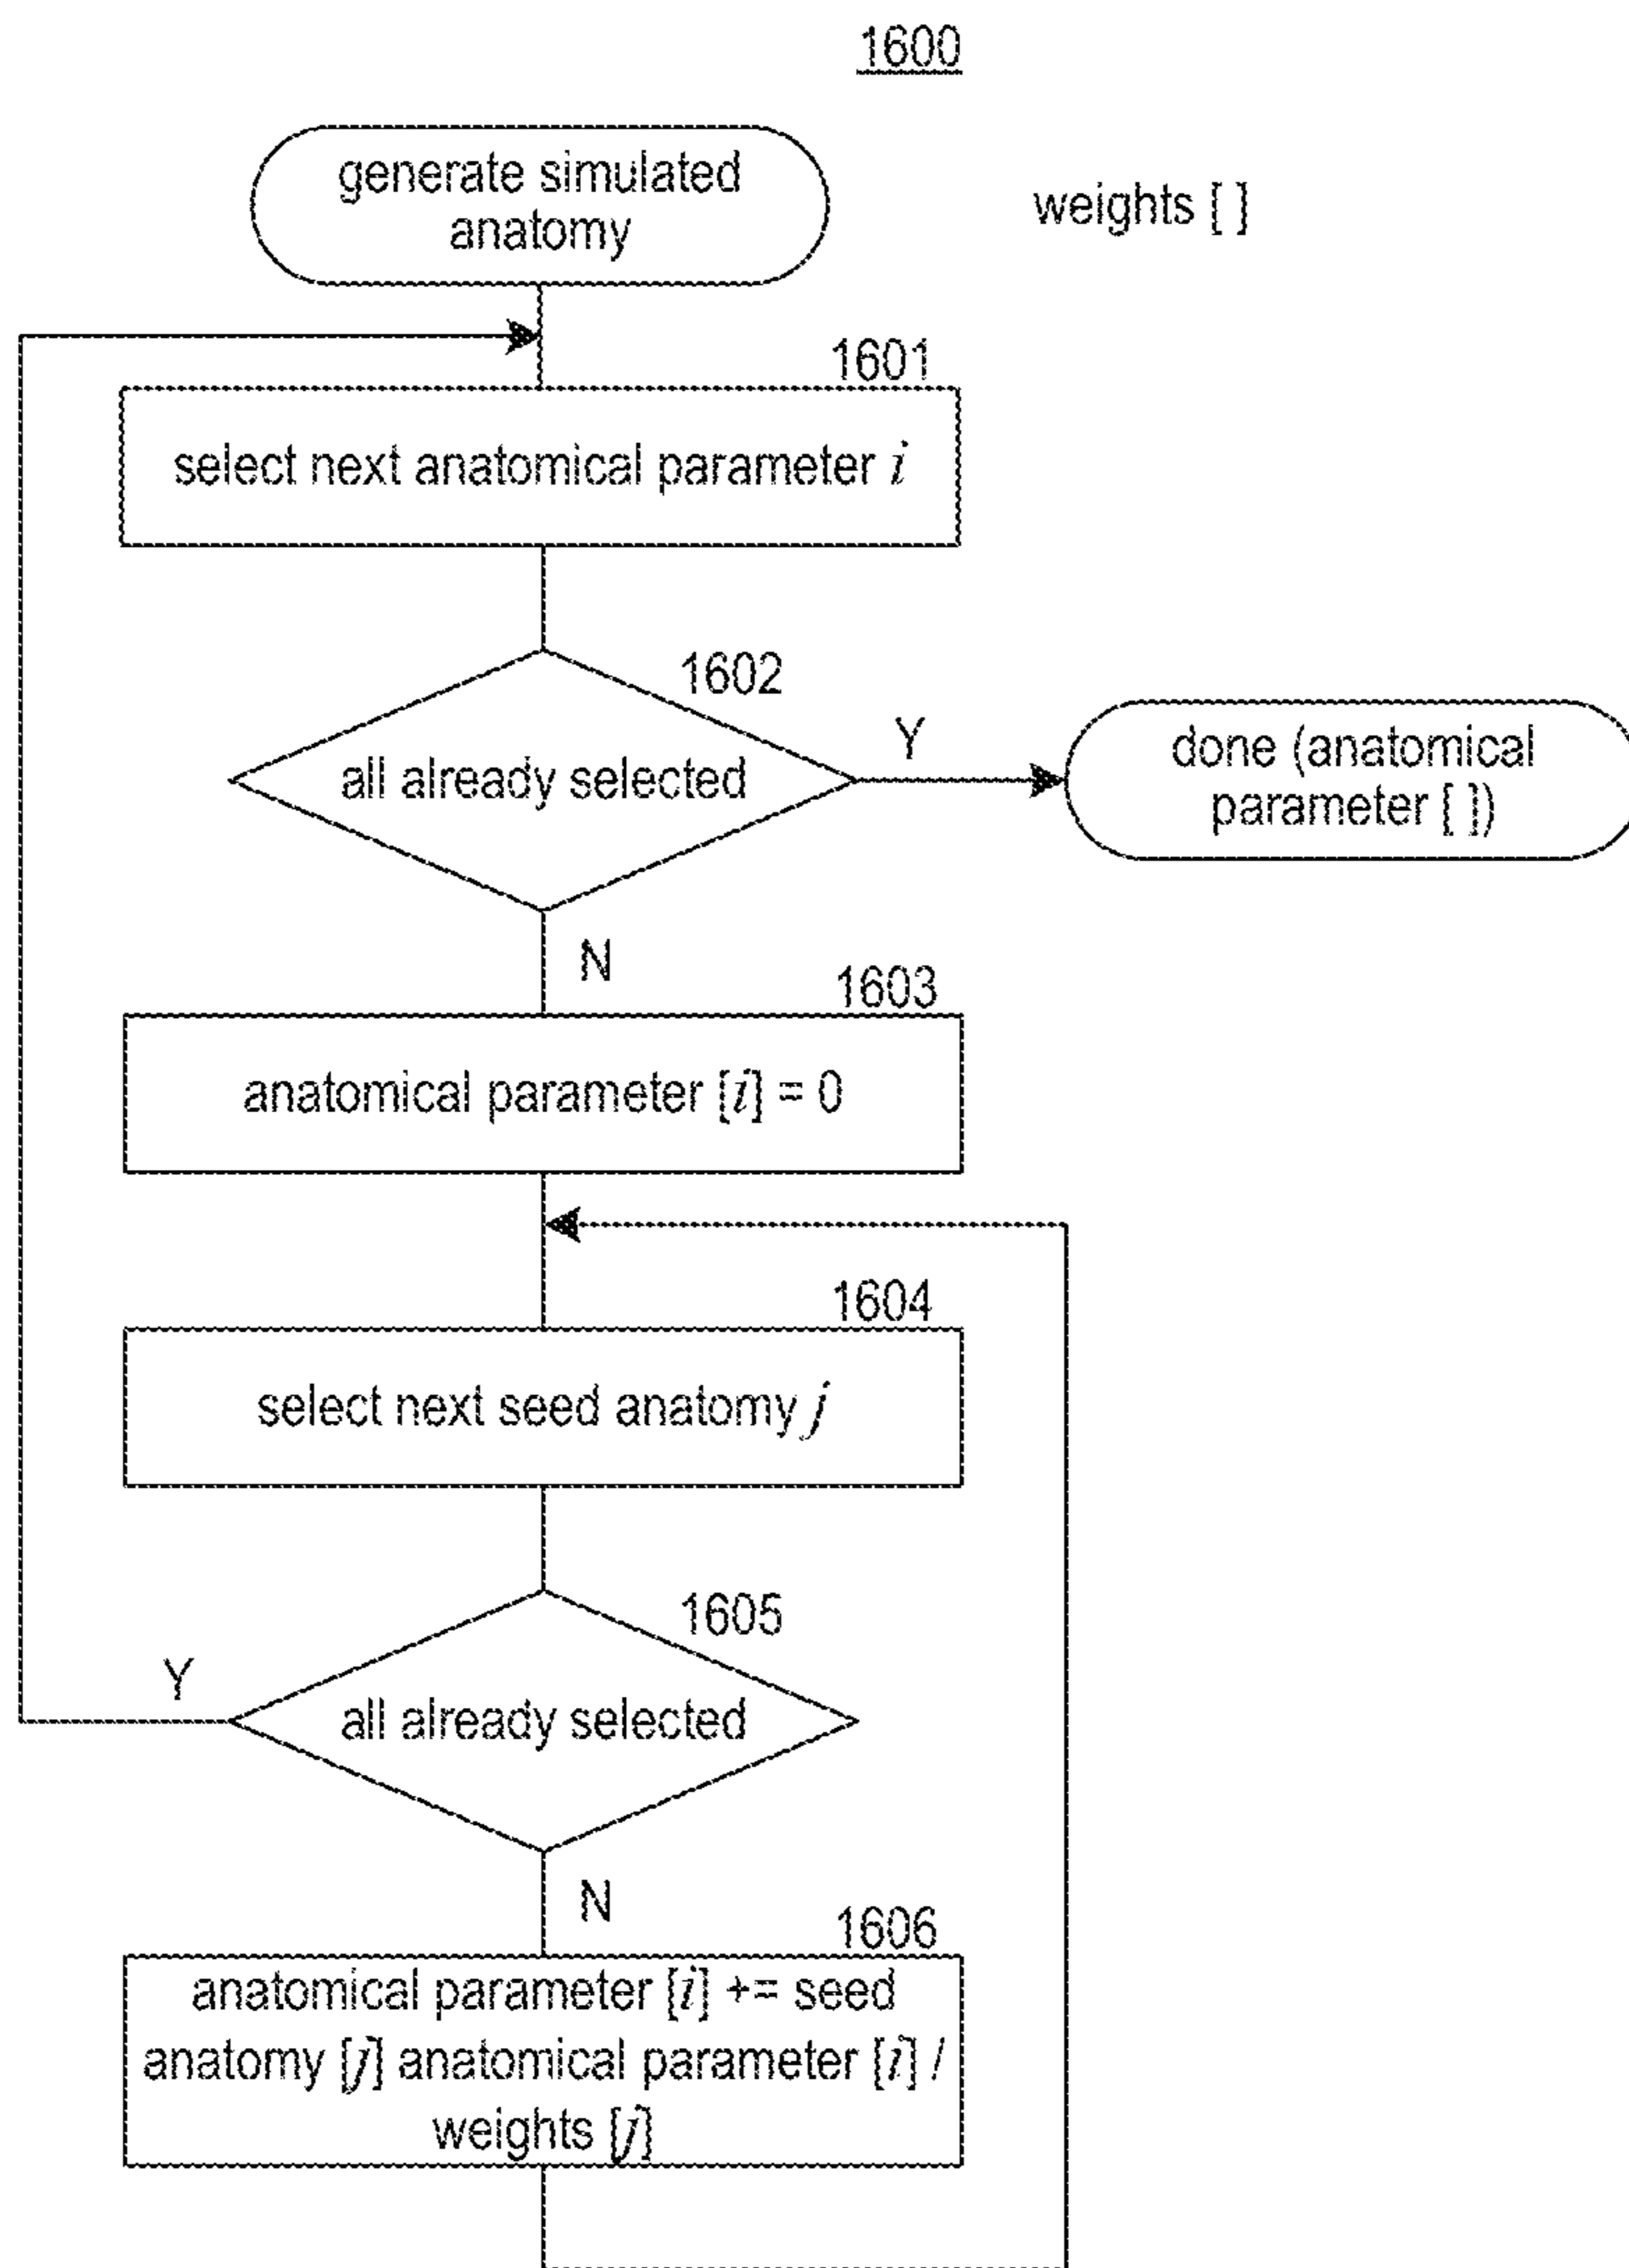 1600
generate simulated
anatomy
weights [ ]
1601
select next anatomical parameter i
1602
all already selected
Y
done (anatomical
parameter [ ])
N
1603
anatomical parameter [i] = 0
1604
select next seed anatomy j
1605
all already selected
Y
N
1606
anatomical parameter [i] += seed
anatomy [j] anatomical parameter [i] /
weights [j]